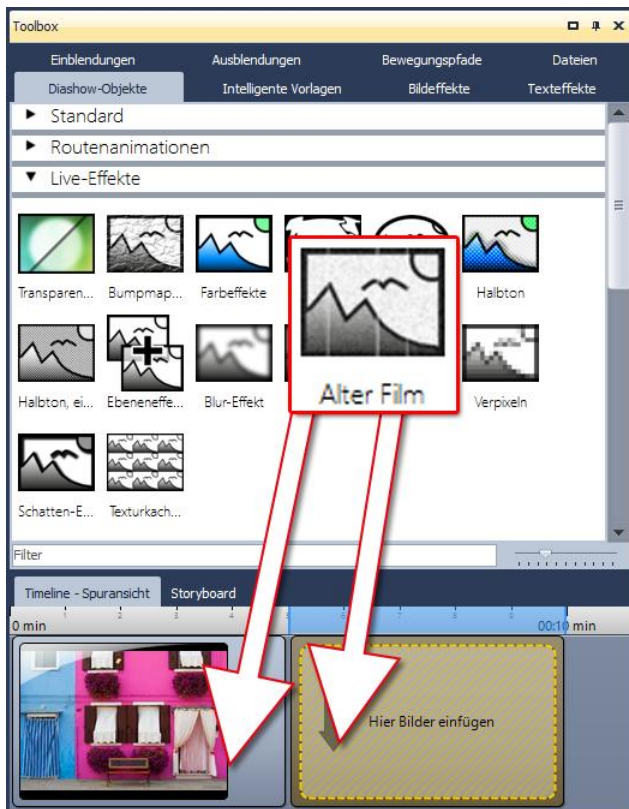 Toolbox
Einblendungen Ausblendungen Bewegungspfade Dateien
Diashow-Objekte Intelligente Vorlagen Bildeffekte Texteffekte
Standard
Routenanimationen
Live-Effekte
Transparen... Bumpmap... Farbeffekte Halbton
Alter Film
Halbton, ei... Ebeneneffe... Blur-Effekt Verpixeln
Schatten-E... Texturkach...
Filter
Timeline - Spuransicht Storyboard
0 min 00:10 min
Hier Bilder einfügen